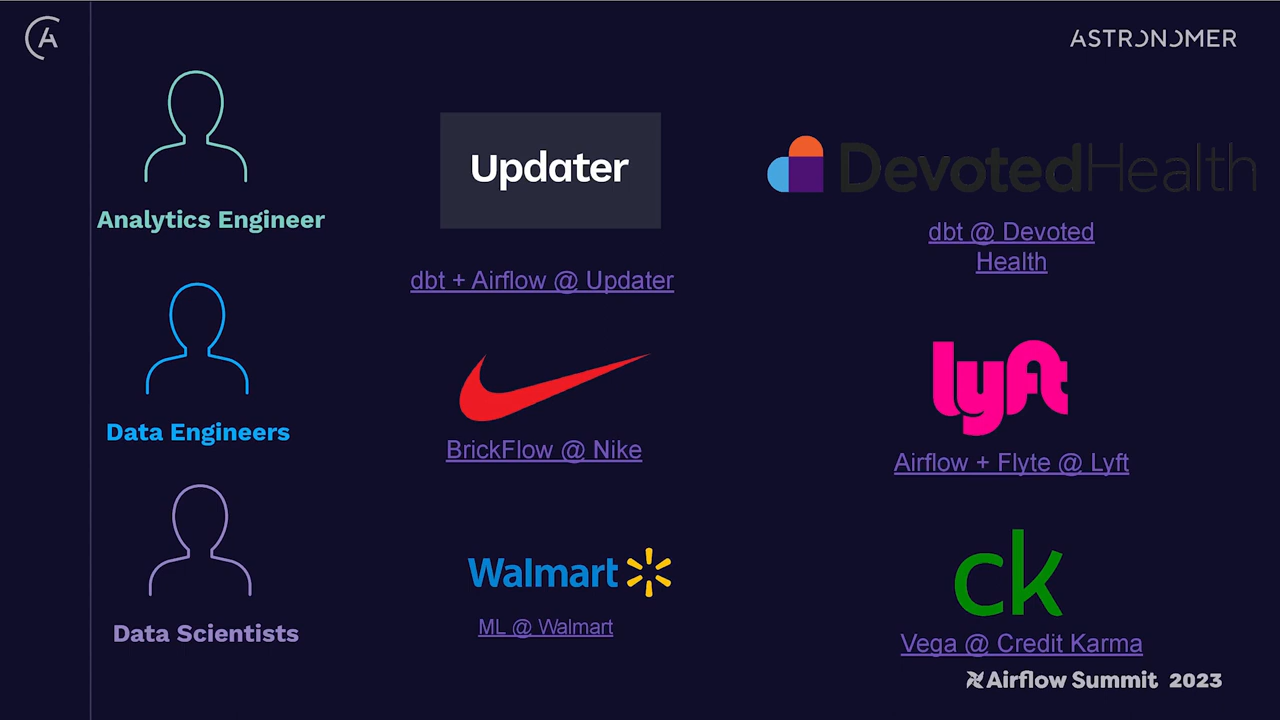 ASTRONOMER
Analytics Engineer
Updater
dbt + Airflow @ Updater
DevotedHealth
dbt @ Devoted
Health
Data Engineers
BrickFlow @ Nike
lyft
Airflow + Flyte @ Lyft
Data Scientists
Walmart
ML @ Walmart
ck
Vega @ Credit Karma
Airflow Summit 2023